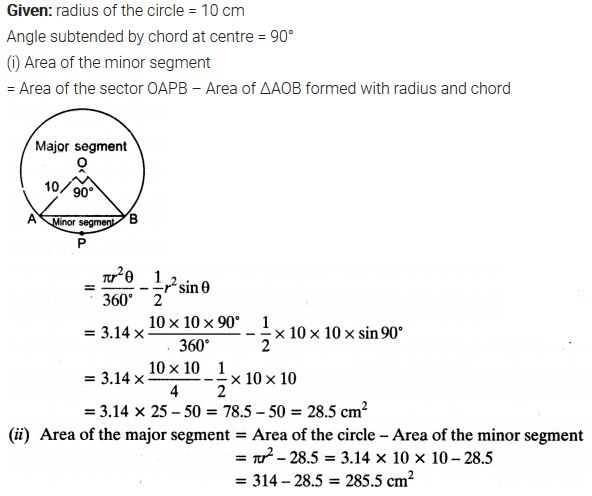 Given: radius of the circle = 10 cm
Angle subtended by chord at centre = 90°
(i) Area of the minor segment
= Area of the sector OAPB – Area of ΔAOB formed with radius and chord
Major segment
O
10
90°
A
Minor segment
B
P
= πr²θ/360° – 1/2 r² sin θ
= 3.14 × 10 × 10 × 90°/360° – 1/2 × 10 × 10 × sin 90°
= 3.14 × 10 × 10/4 – 1/2 × 10 × 10
= 3.14 × 25 – 50 = 78.5 – 50 = 28.5 cm²
(ii) Area of the major segment = Area of the circle – Area of the minor segment
= πr² – 28.5 = 3.14 × 10 × 10 – 28.5
= 314 – 28.5 = 285.5 cm²